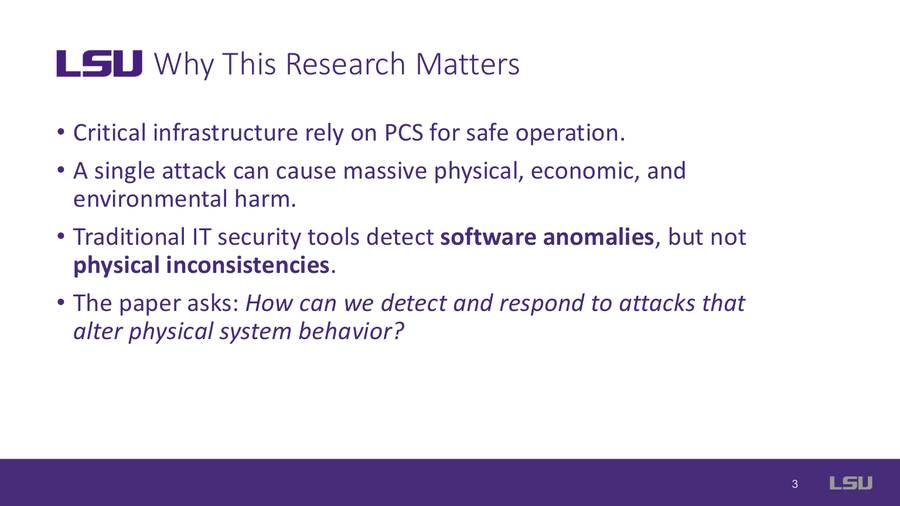 LSU Why This Research Matters
• Critical infrastructure rely on PCS for safe operation.
• A single attack can cause massive physical, economic, and
environmental harm.
• Traditional IT security tools detect software anomalies, but not
physical inconsistencies.
• The paper asks: How can we detect and respond to attacks that
alter physical system behavior?
3 LSU